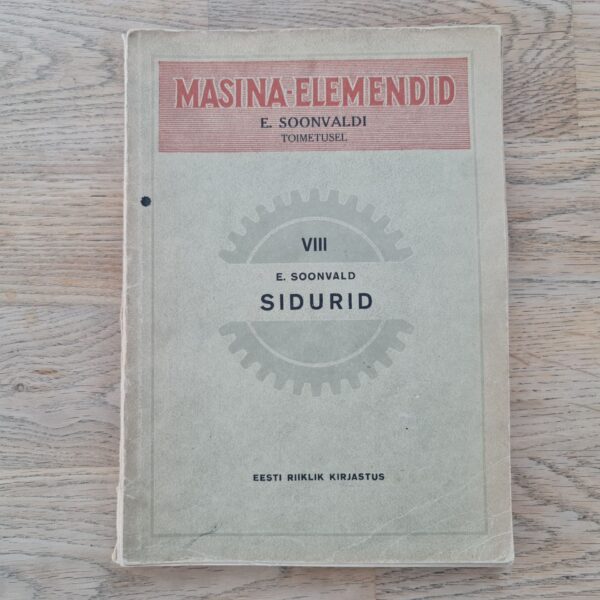 MASINA-ELEMENDID
E. SOONVALDI
TOIMETUSEL
VIII
E. SOONVALD
SIDURID
EESTI RIIKLIK KIRJASTUS